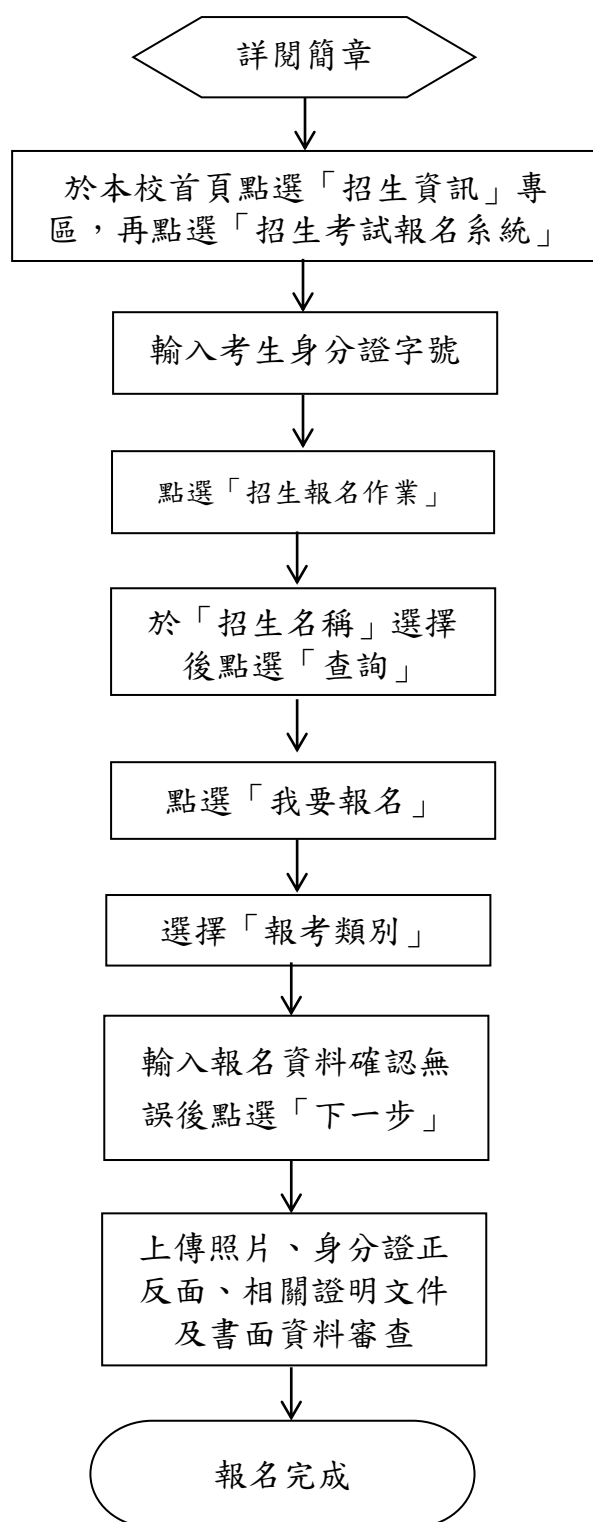 詳閱簡章
於本校首頁點選「招生資訊」專
區，再點選「招生考試報名系統」
輸入考生身分證字號
點選「招生報名作業」
於「招生名稱」選擇
後點選「查詢」
點選「我要報名」
選擇「報考類別」
輸入報名資料確認無
誤後點選「下一步」
上傳照片、身分證正
反面、相關證明文件
及書面資料審查
報名完成